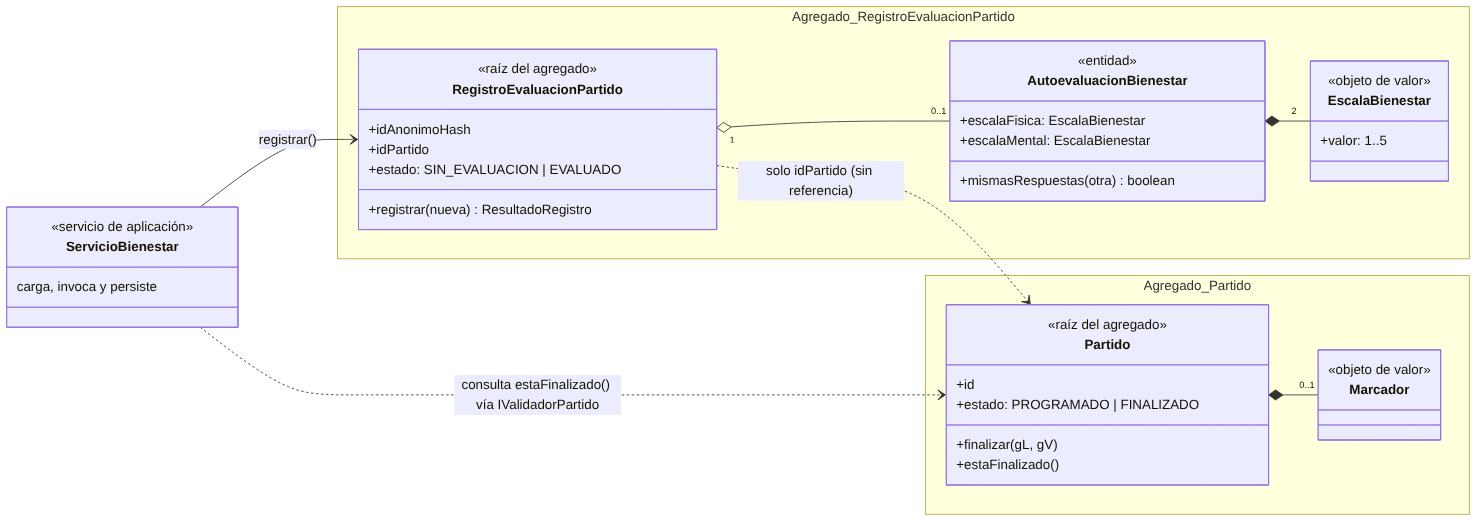 Agregado_RegistroEvaluacionPartido
«raíz del agregado»
RegistroEvaluacionPartido
+idAnonimoHash
+idPartido
+estado: SIN_EVALUACION | EVALUADO
+registrar(nueva) : ResultadoRegistro
1
0..1
«entidad»
AutoevaluacionBienestar
+escalaFisica: EscalaBienestar
+escalaMental: EscalaBienestar
+mismasRespuestas(otra) : boolean
2
«objeto de valor»
EscalaBienestar
+valor: 1..5
registrar()
solo idPartido (sin
referencia)
«servicio de aplicación»
ServicioBienestar
carga, invoca y persiste
consulta estaFinalizado()
vía IValidadorPartido
Agregado_Partido
«raíz del agregado»
Partido
+id
+estado: PROGRAMADO | FINALIZADO
+finalizar(gL, gV)
+estaFinalizado()
0..1
«objeto de valor»
Marcador